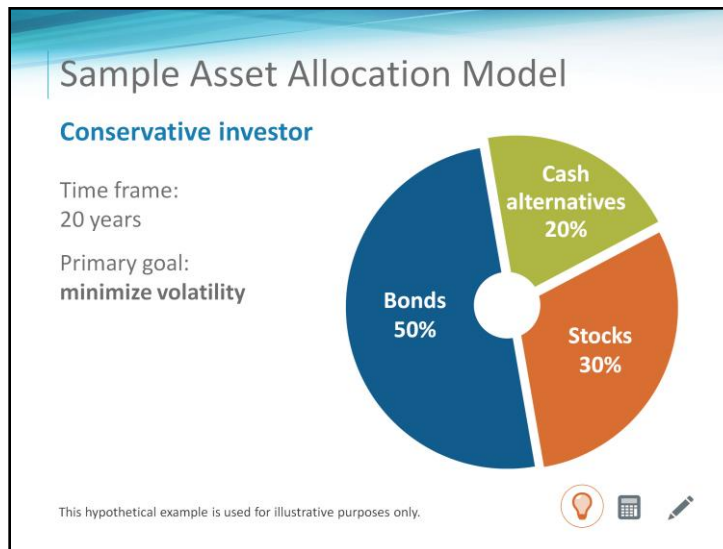 Sample Asset Allocation Model
Conservative investor
Time frame:
20 years
Primary goal:
minimize volatility
Cash
alternatives
20%
Bonds
50%
Stocks
30%
This hypothetical example is used for illustrative purposes only.